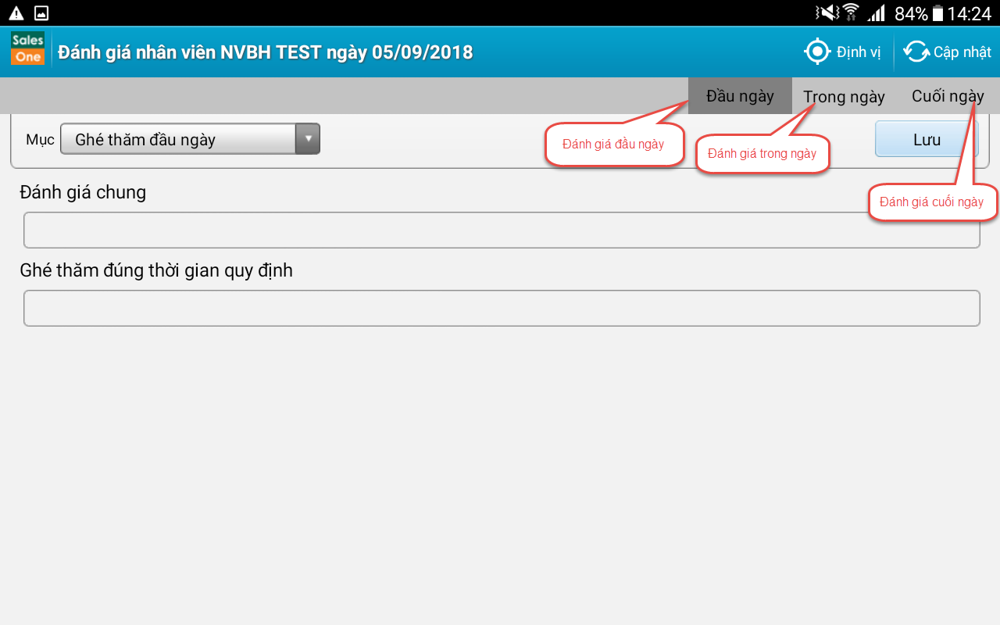 84% 14:24
Sales One
Đánh giá nhân viên NVBH TEST ngày 05/09/2018
Định vị
Cập nhật
Đầu ngày
Trong ngày
Cuối ngày
Mục
Ghé thăm đầu ngày
Đánh giá đầu ngày
Đánh giá trong ngày
Lưu
Đánh giá chung
Đánh giá cuối ngày
Ghé thăm đúng thời gian quy định